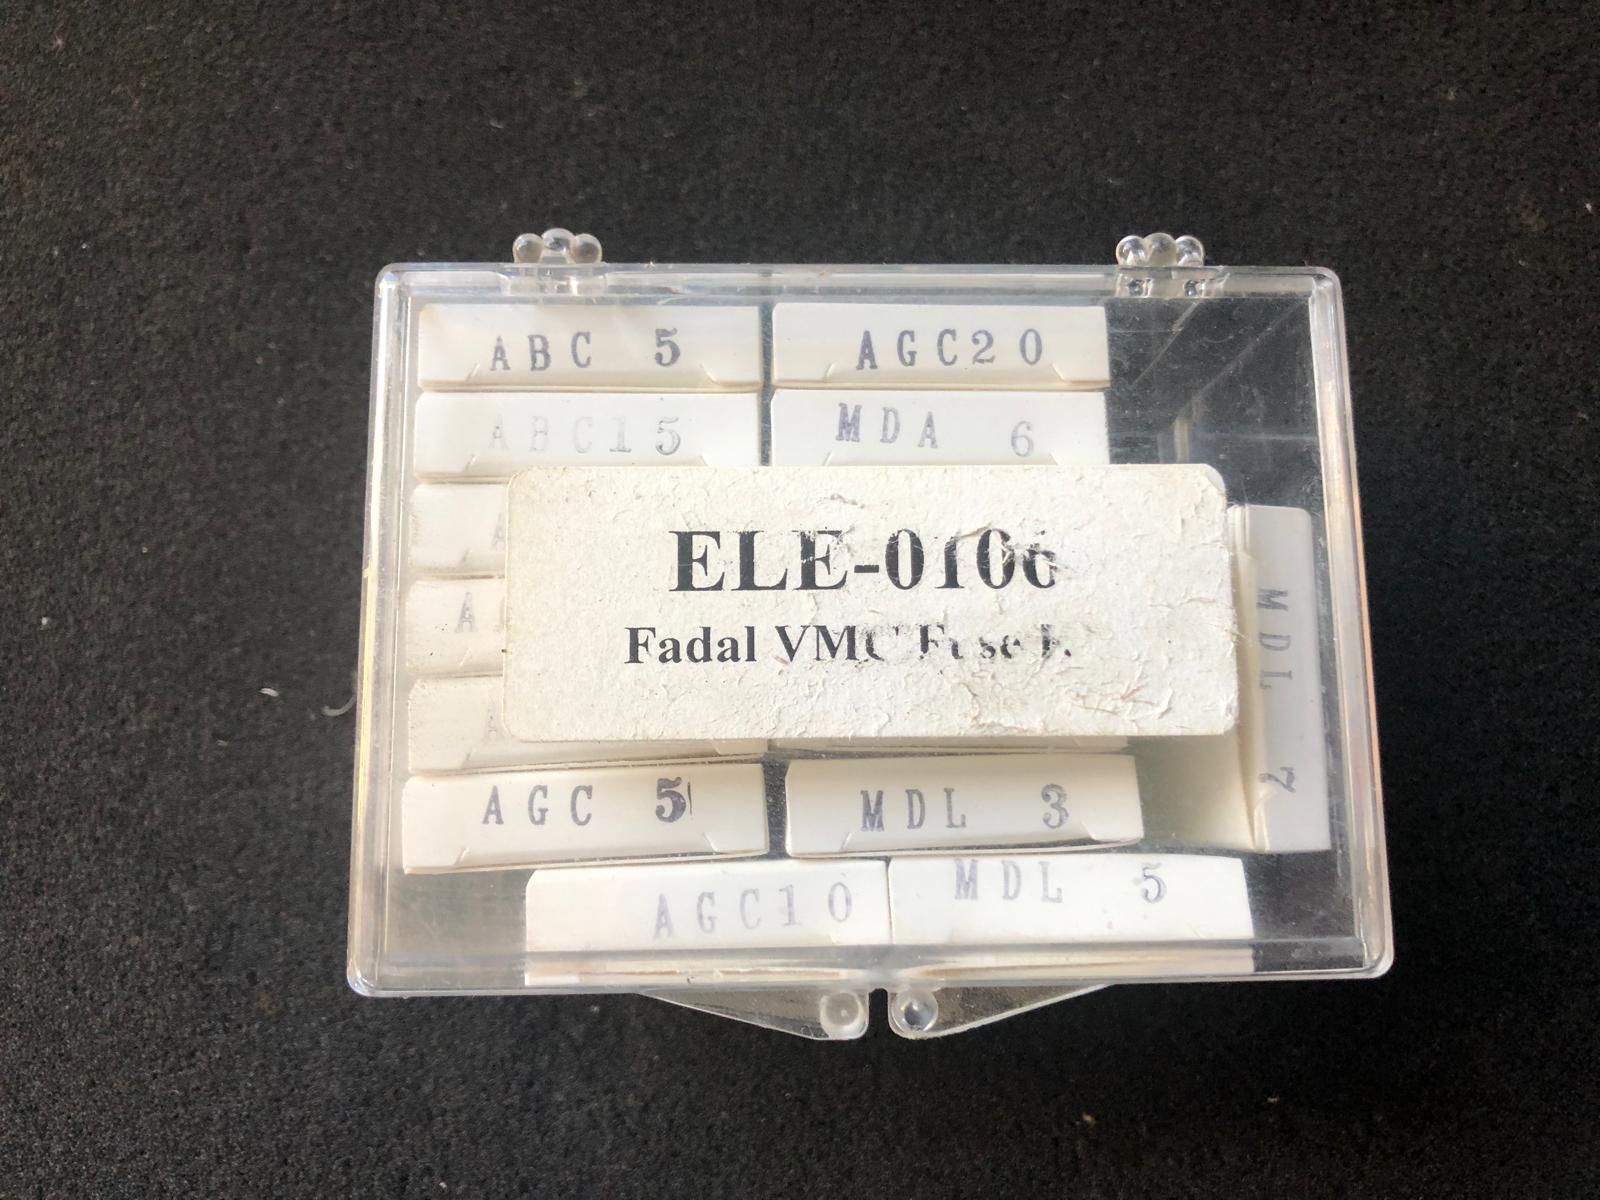 ABC 5
AGC20
ABC15
MDA 6
ELE-0106
Fadal VMC Fuse
MDL 7
AGC 5
MDL 3
AGC10
MDL 5